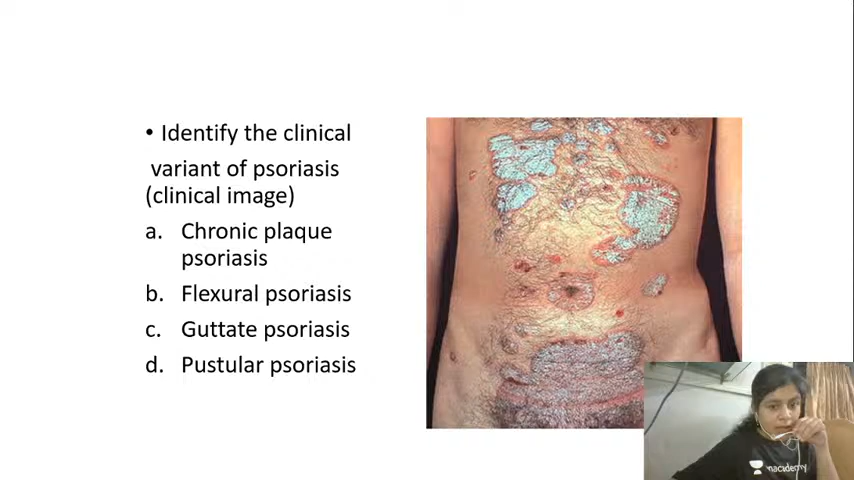 • Identify the clinical
variant of psoriasis
(clinical image)
a. Chronic plaque
psoriasis
b. Flexural psoriasis
c. Guttate psoriasis
d. Pustular psoriasis